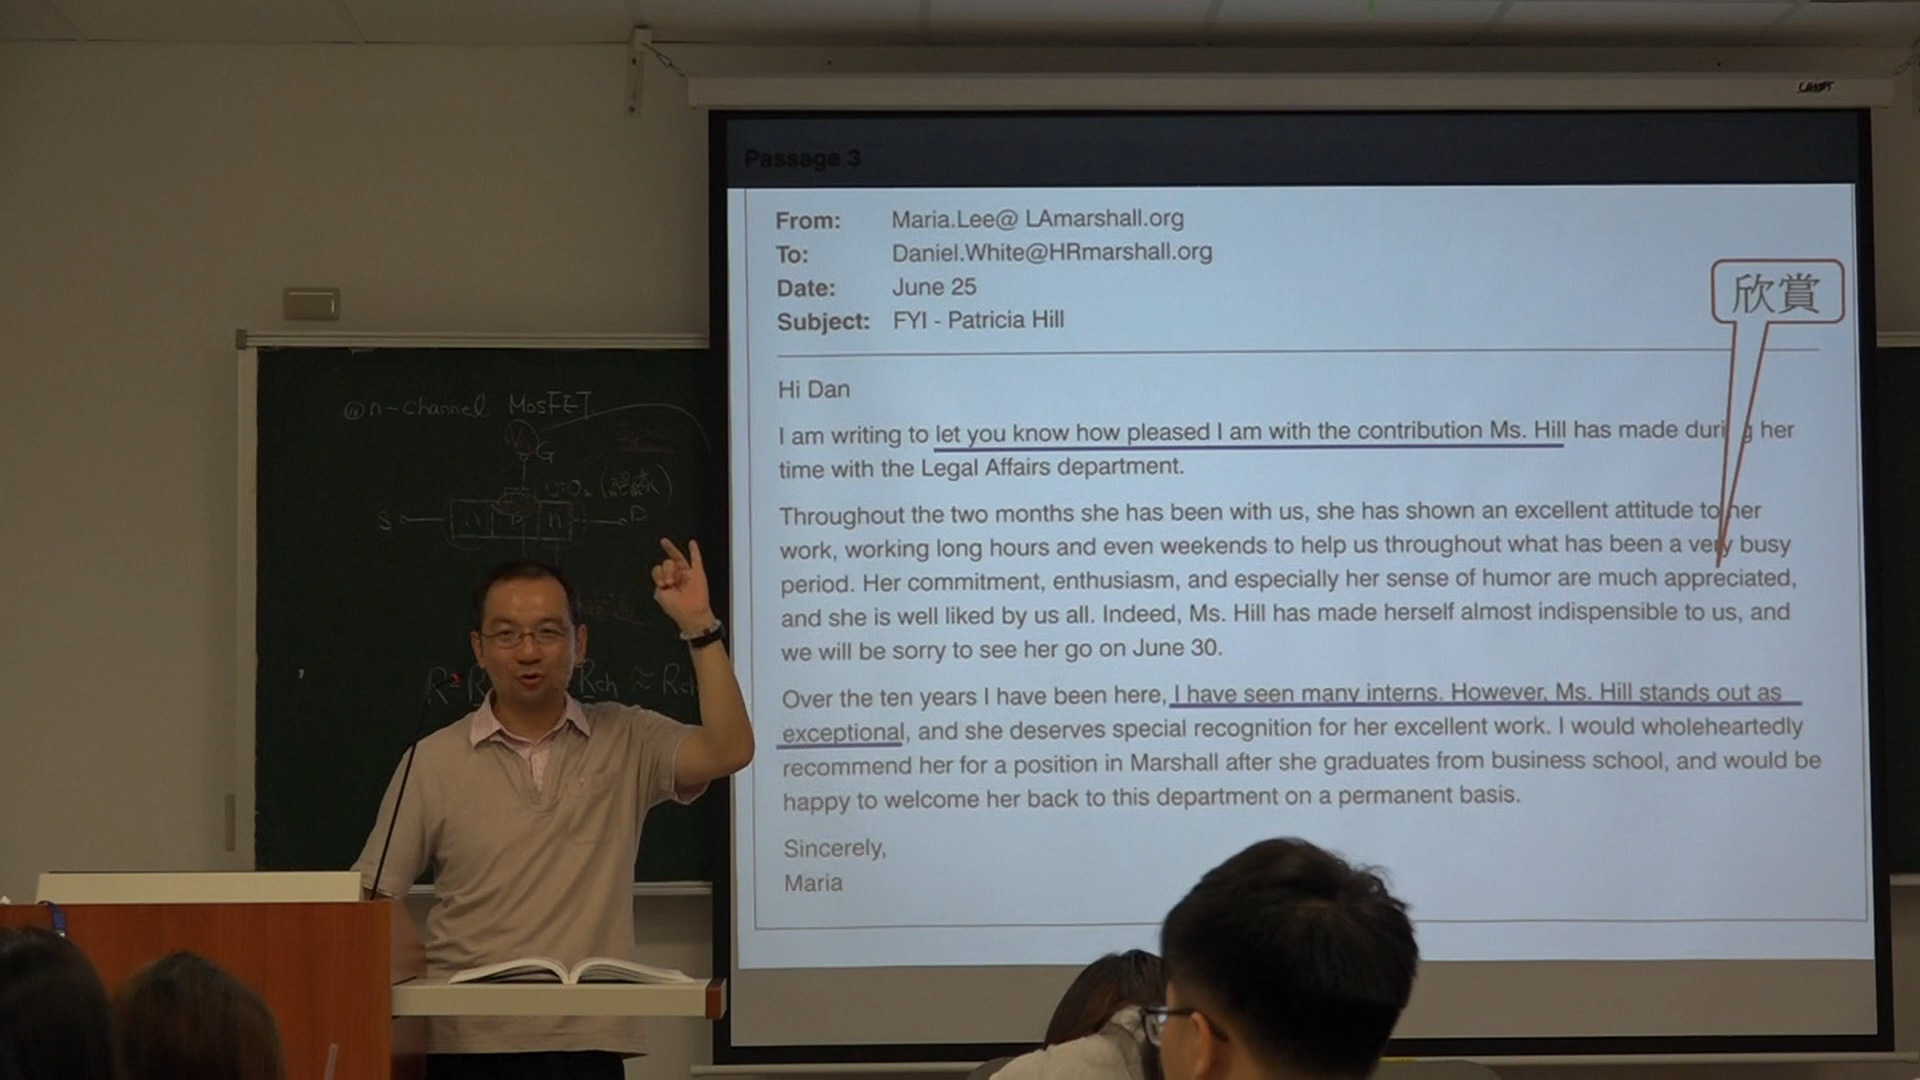 Passage 3
From: Maria.Lee@ LAmarshall.org
To: Daniel.White@HRmarshall.org
Date: June 25
Subject: FYI - Patricia Hill
欣賞
Hi Dan
I am writing to let you know how pleased I am with the contribution Ms. Hill has made during her
time with the Legal Affairs department.
Throughout the two months she has been with us, she has shown an excellent attitude to her
work, working long hours and even weekends to help us throughout what has been a very busy
period. Her commitment, enthusiasm, and especially her sense of humor are much appreciated,
and she is well liked by us all. Indeed, Ms. Hill has made herself almost indispensible to us, and
we will be sorry to see her go on June 30.
Over the ten years I have been here, I have seen many interns. However, Ms. Hill stands out as
exceptional, and she deserves special recognition for her excellent work. I would wholeheartedly
recommend her for a position in Marshall after she graduates from business school, and would be
happy to welcome her back to this department on a permanent basis.
Sincerely,
Maria
n-channel MosFET
G
S
n
D
Rch ≈ Rch